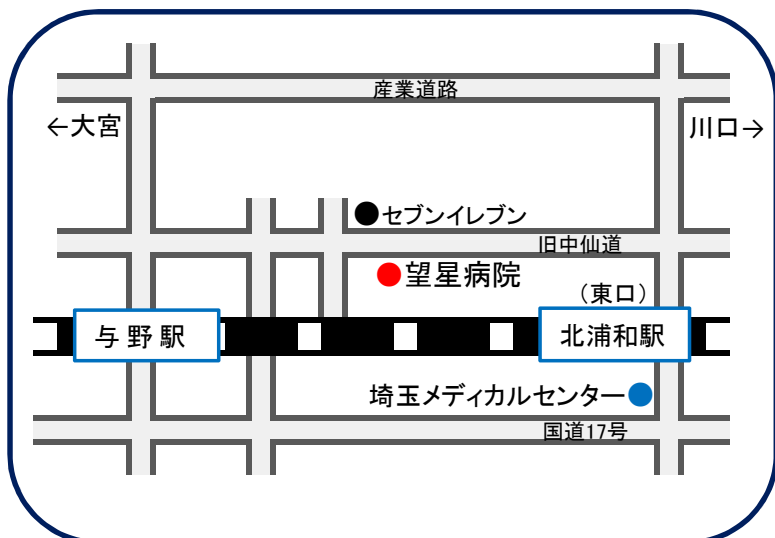 産業道路
←大宮
川口→
セブンイレブン
旧中仙道
望星病院
（東口）
与野駅
北浦和駅
埼玉メディカルセンター
国道17号